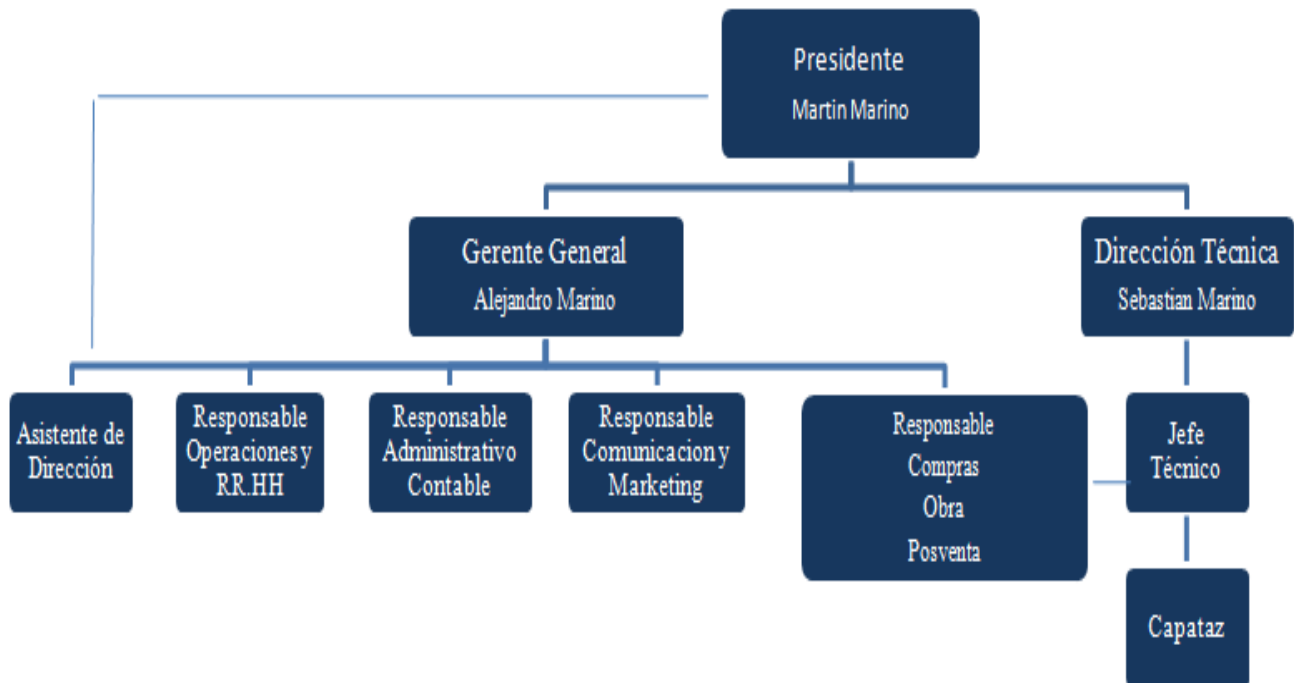 Presidente
Martin Marino
Gerente General
Alejandro Marino
Dirección Técnica
Sebastian Marino
Asistente de
Dirección
Responsable
Operaciones y
RR.HH
Responsable
Administrativo
Contable
Responsable
Comunicacion y
Marketing
Responsable
Compras
Obra
Posventa
Jefe
Técnico
Capataz